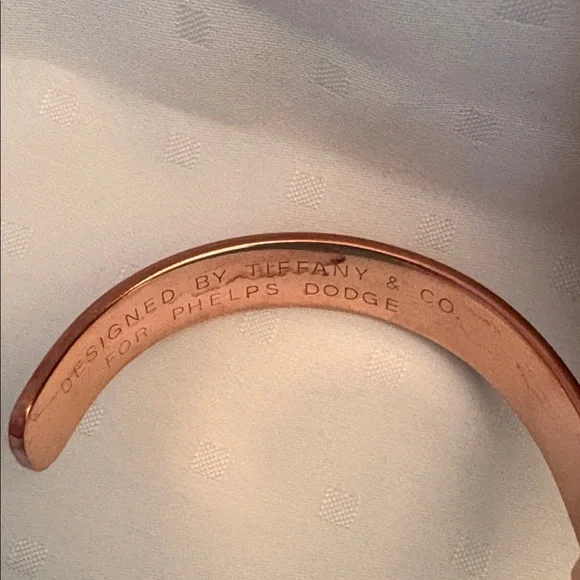 DESIGNED BY TIFFANY & CO.
FOR PHELPS DODGE